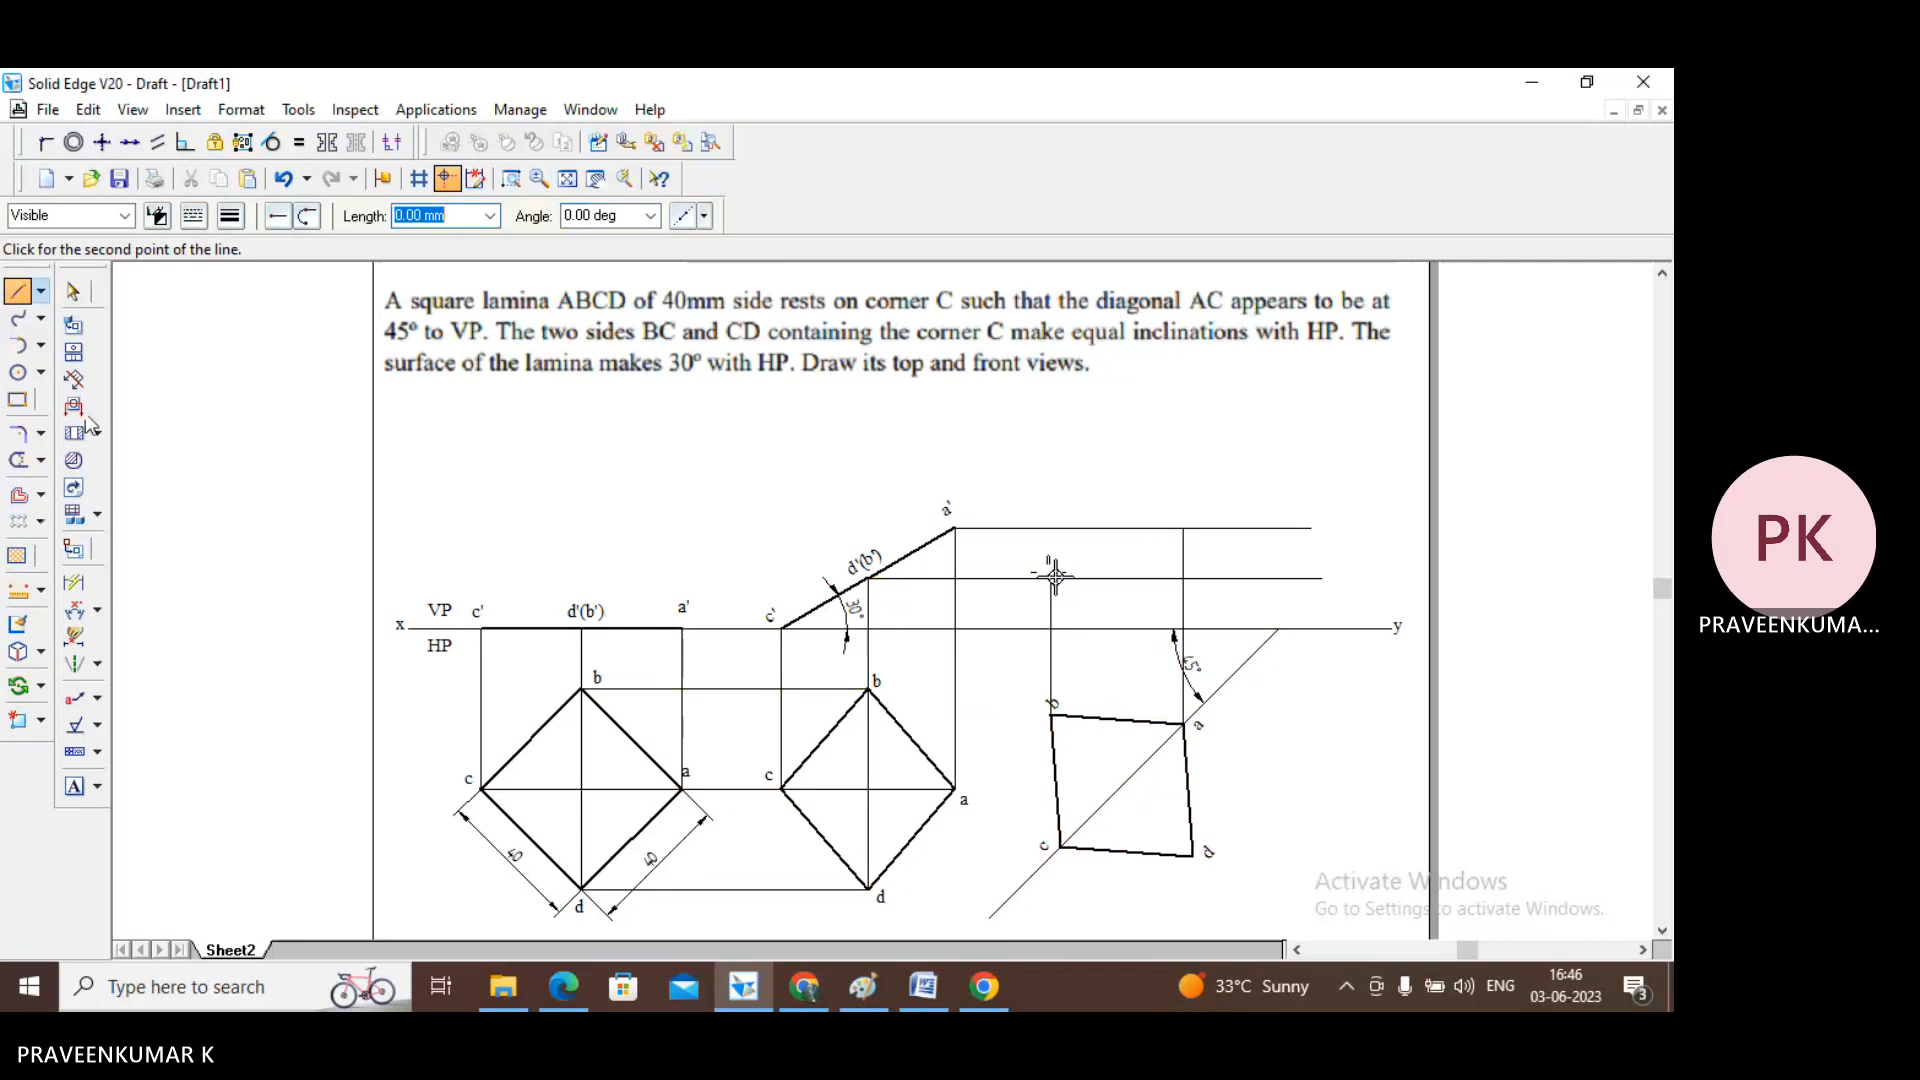 Solid Edge V20 - Draft - [Draft1]
File Edit View Insert Format Tools Inspect Applications Manage Window Help
Visible Length: 0.00 mm Angle: 0.00 deg
Click for the second point of the line.
A square lamina ABCD of 40mm side rests on corner C such that the diagonal AC appears to be at
45º to VP. The two sides BC and CD containing the corner C make equal inclinations with HP. The
surface of the lamina makes 30º with HP. Draw its top and front views.
a'
d'(b')
30°
VP c' d'(b') a' c'
x y
HP
45°
b b b
a
c a c a
c d
40 40
d d
Activate Windows
Go to Settings to activate Windows.
A
Sheet2
Type here to search
33°C Sunny
ENG
16:46
03-06-2023
3
PK
PRAVEENKUMA...
PRAVEENKUMAR K